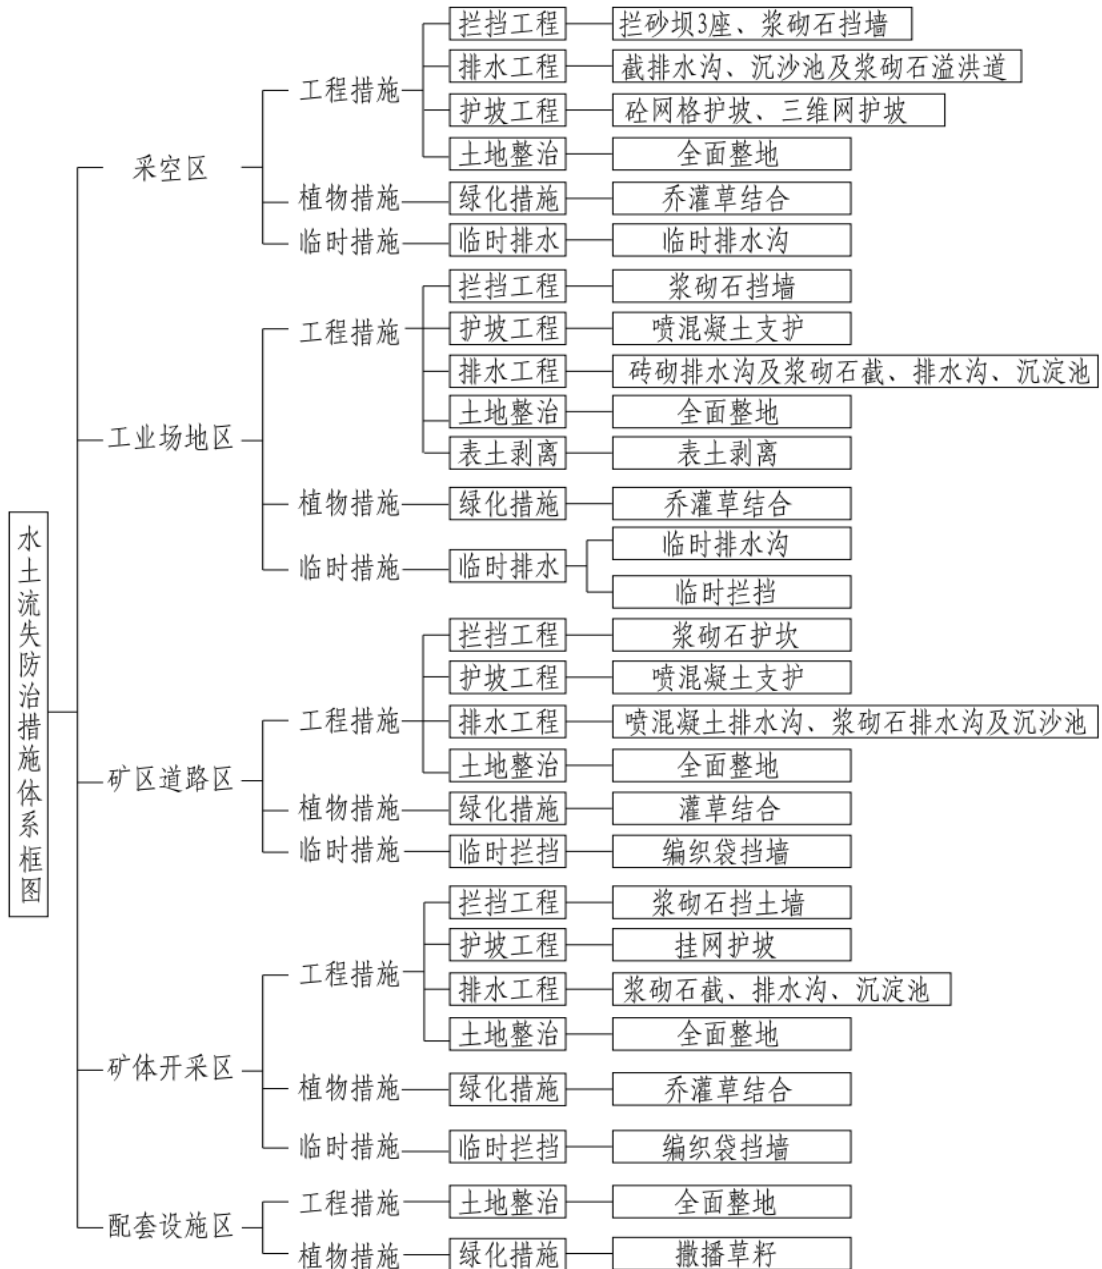 水土流失防治措施体系框图
采空区
工程措施
拦挡工程
拦砂坝3座、浆砌石挡墙
排水工程
截排水沟、沉沙池及浆砌石溢洪道
护坡工程
砼网格护坡、三维网护坡
土地整治
全面整地
植物措施
绿化措施
乔灌草结合
临时措施
临时排水
临时排水沟
工业场地区
工程措施
拦挡工程
浆砌石挡墙
护坡工程
喷混凝土支护
排水工程
砖砌排水沟及浆砌石截、排水沟、沉淀池
土地整治
全面整地
表土剥离
表土剥离
植物措施
绿化措施
乔灌草结合
临时措施
临时排水
临时排水沟
临时拦挡
矿区道路区
工程措施
拦挡工程
浆砌石护坎
护坡工程
喷混凝土支护
排水工程
喷混凝土排水沟、浆砌石排水沟及沉沙池
土地整治
全面整地
植物措施
绿化措施
灌草结合
临时措施
临时拦挡
编织袋挡墙
矿体开采区
工程措施
拦挡工程
浆砌石挡土墙
护坡工程
挂网护坡
排水工程
浆砌石截、排水沟、沉淀池
土地整治
全面整地
植物措施
绿化措施
乔灌草结合
临时措施
临时拦挡
编织袋挡墙
配套设施区
工程措施
土地整治
全面整地
植物措施
绿化措施
撒播草籽